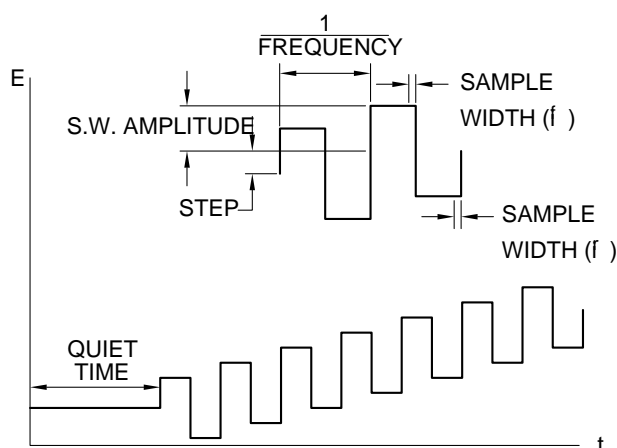 1
FREQUENCY
E
SAMPLE
WIDTH (f )
S.W. AMPLITUDE
STEP
SAMPLE
WIDTH (f )
QUIET
TIME
t